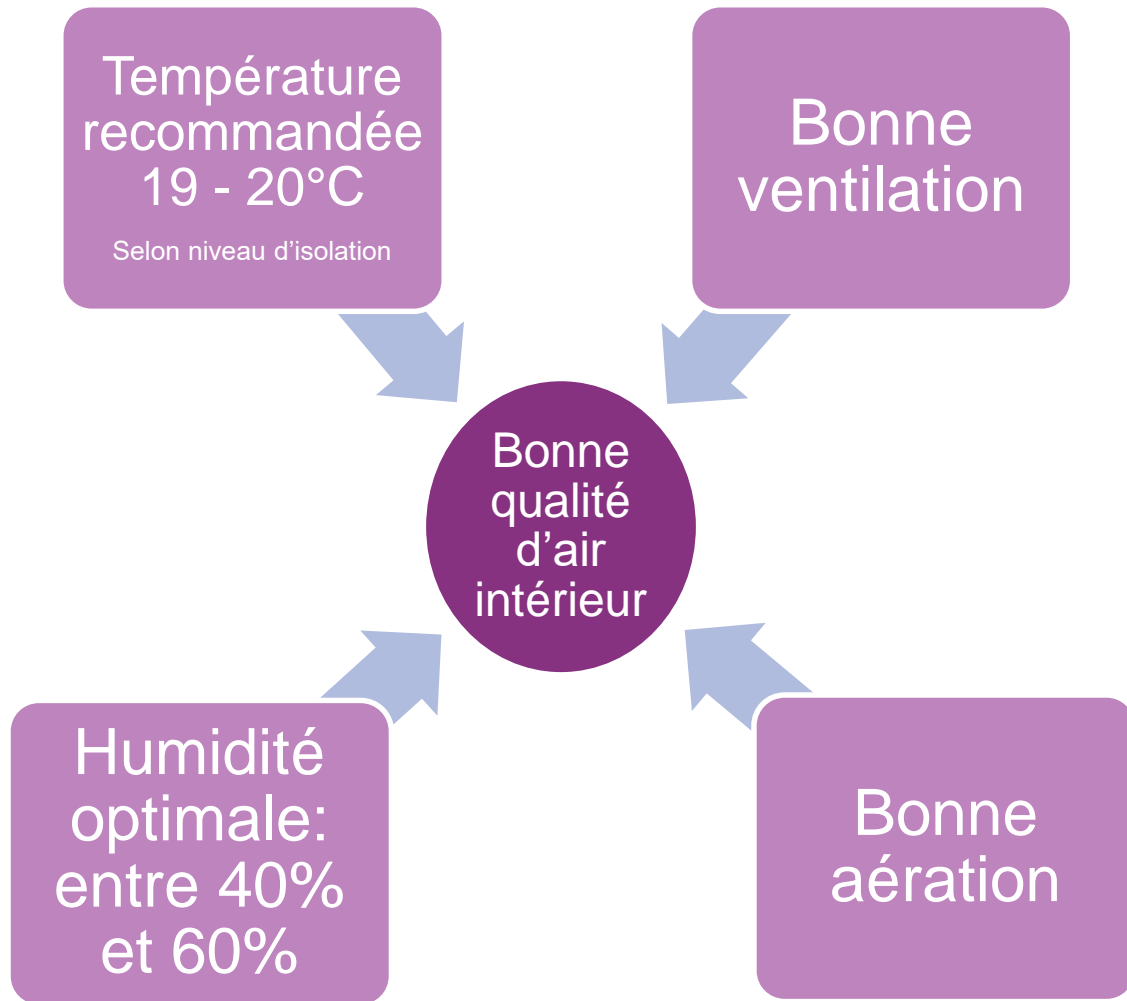 Température
recommandée
19 - 20°C
Selon niveau d'isolation
Bonne
ventilation
Bonne
qualité
d'air
intérieur
Humidité
optimale:
entre 40%
et 60%
Bonne
aération